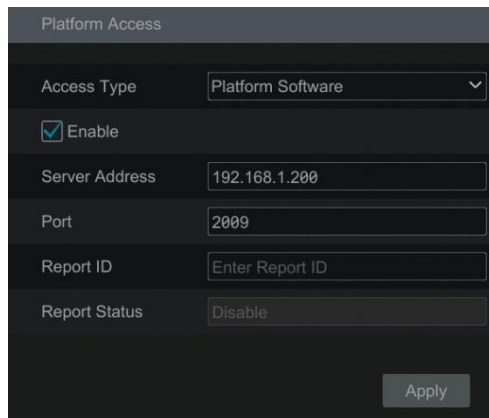 Platform Access
Access Type Platform Software
Enable
Server Address 192.168.1.200
Port 2009
Report ID Enter Report ID
Report Status Disable
Apply